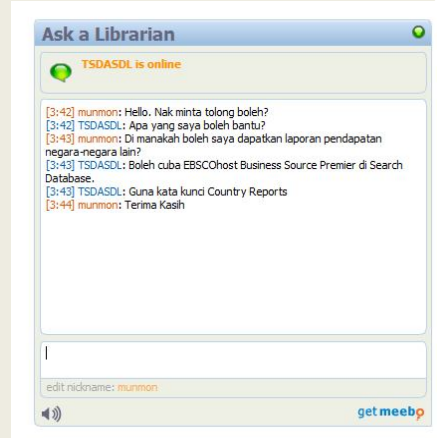 Ask a Librarian
TSDASDL is online
[3:42] munmon: Hello. Nak minta tolong boleh?
[3:42] TSDASDL: Apa yang saya boleh bantu?
[3:43] munmon: Di manakah boleh saya dapatkan laporan pendapatan
negara-negara lain?
[3:43] TSDASDL: Boleh cuba EBSCOhost Business Source Premier di Search
Database.
[3:43] TSDASDL: Guna kata kunci Country Reports
[3:44] munmon: Terima Kasih
edit nickname: munmon
get meebo